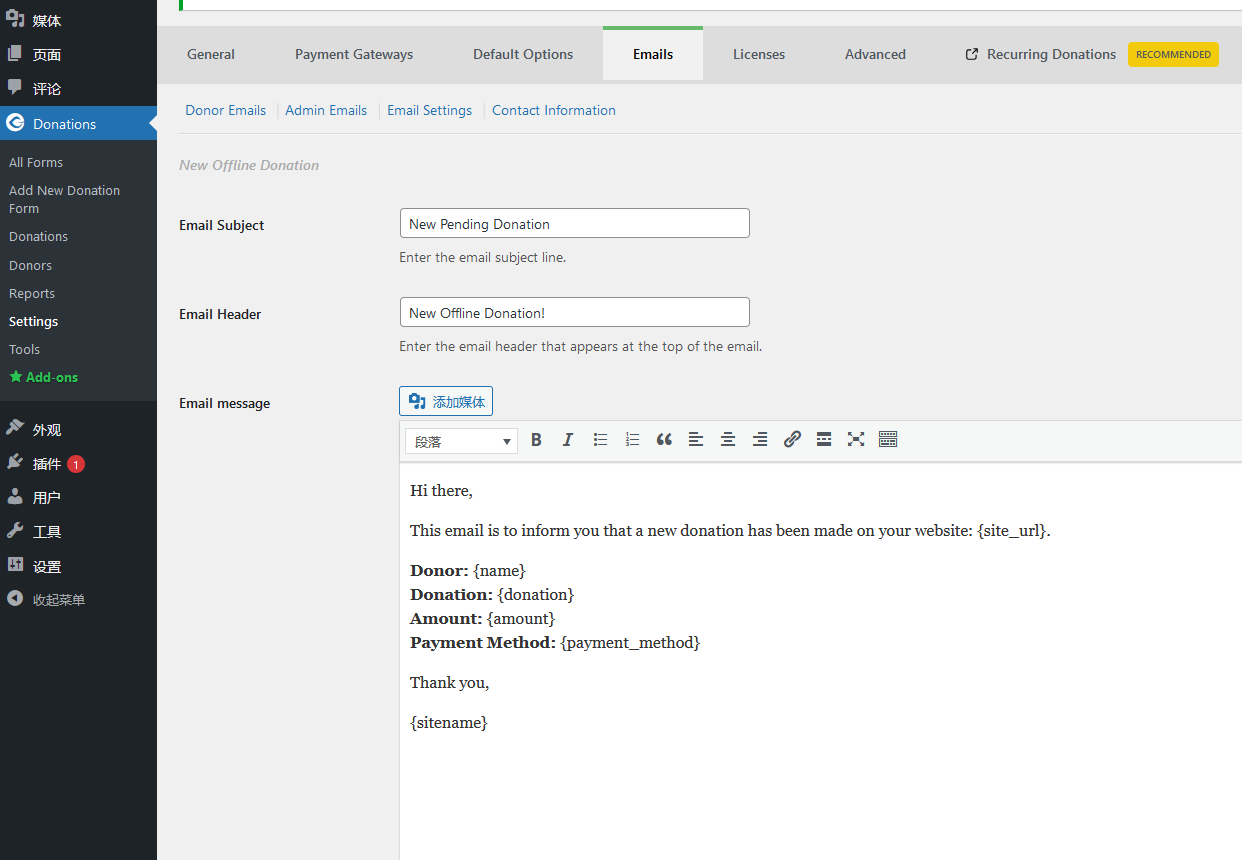 媒体
页面
评论
Donations
All Forms
Add New Donation
Form
Donations
Donors
Reports
Settings
Tools
Add-ons
外观
插件 1
用户
工具
设置
收起菜单
General Payment Gateways Default Options Emails Licenses Advanced Recurring Donations RECOMMENDED
Donor Emails Admin Emails Email Settings Contact Information
New Offline Donation
Email Subject New Pending Donation
Enter the email subject line.
Email Header New Offline Donation!
Enter the email header that appears at the top of the email.
Email message 添加媒体
段落
Hi there,
This email is to inform you that a new donation has been made on your website: {site_url}.
Donor: {name}
Donation: {donation}
Amount: {amount}
Payment Method: {payment_method}
Thank you,
{sitename}